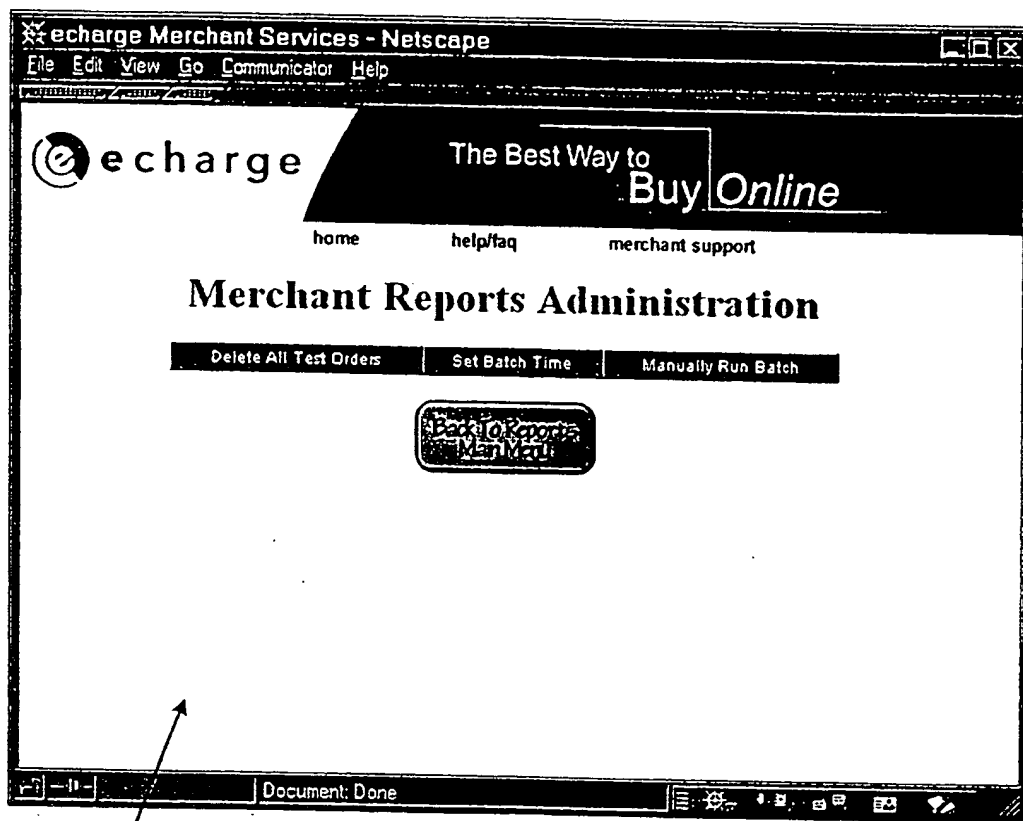 echarge Merchant Services - Netscape
File Edit View Go Communicator Help
echarge
The Best Way to
Buy Online
home help/faq merchant support
Merchant Reports Administration
Delete All Test Orders Set Batch Time Manually Run Batch
Back To Reports
Main Menu
Document: Done